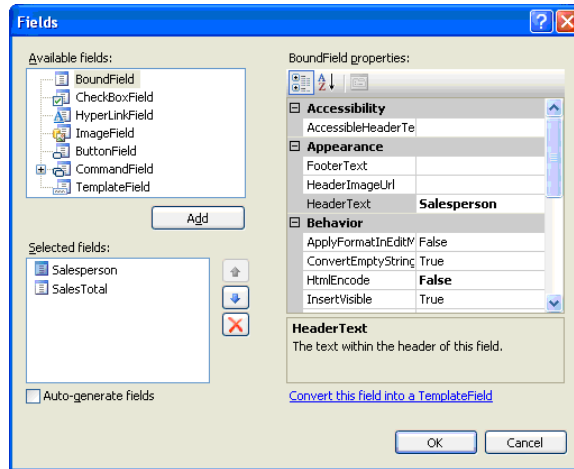 Fields
Available fields:
BoundField
CheckBoxField
HyperLinkField
ImageField
ButtonField
CommandField
TemplateField
Add
Selected fields:
Salesperson
SalesTotal
Auto-generate fields
BoundField properties:
Accessibility
AccessibleHeaderTe
Appearance
FooterText
HeaderImageUrl
HeaderText Salesperson
Behavior
ApplyFormatInEditM False
ConvertEmptyString True
HtmlEncode False
InsertVisible True
HeaderText
The text within the header of this field.
Convert this field into a TemplateField
OK Cancel